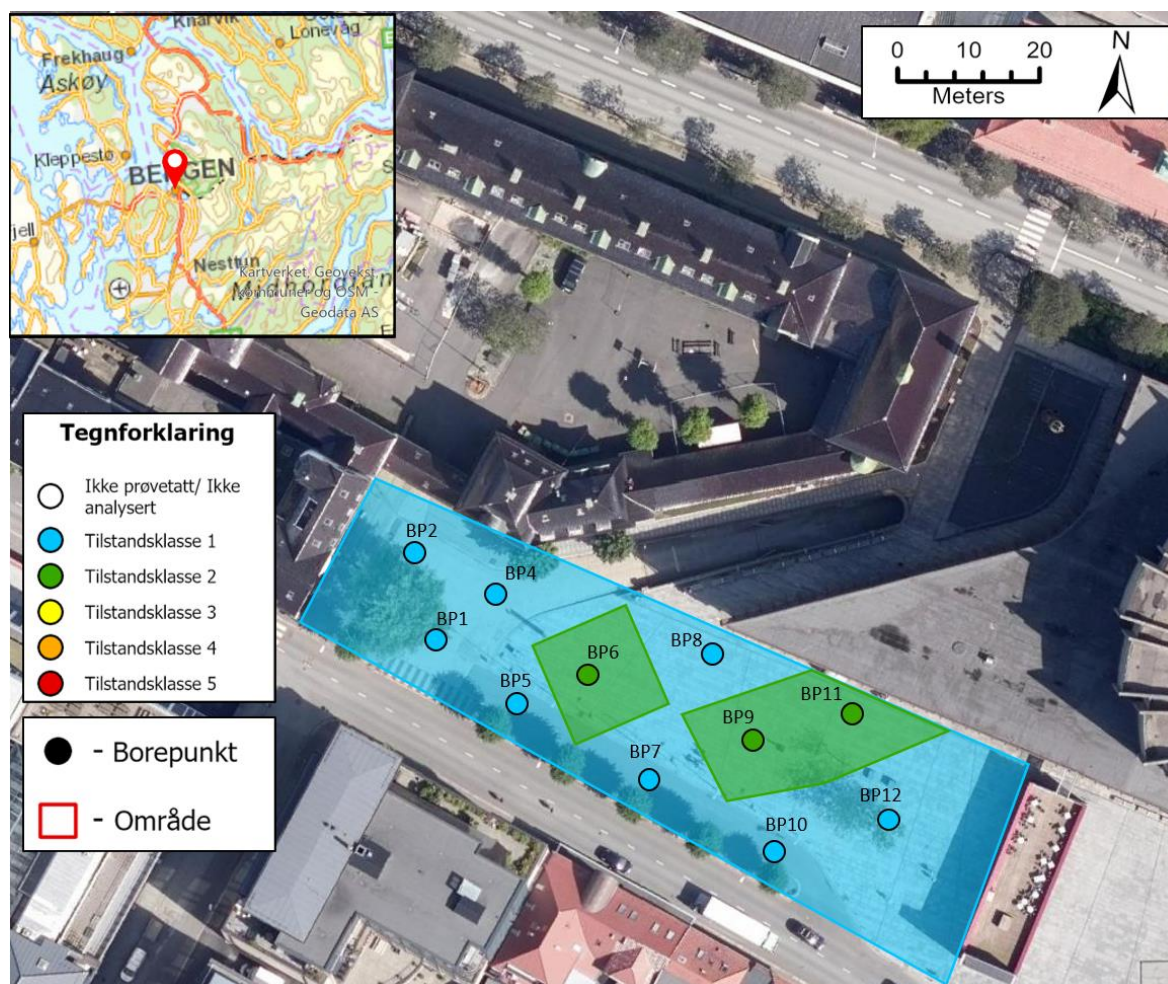 Knarvik
Lonevåg
Frekhaug
Askøy
Kleppestø
BERGEN
jell
Nesttun
Midhordlan
Kartverket, Geovekst,
kommuner og OSM -
Geodata AS
0 10 20
Meters
N
Tegnforklaring
Ikke prøvetatt/ Ikke
analysert
Tilstandsklasse 1
Tilstandsklasse 2
Tilstandsklasse 3
Tilstandsklasse 4
Tilstandsklasse 5
- Borepunkt
- Område
BP2
BP4
BP1
BP8
BP6
BP5
BP11
BP9
BP7
BP12
BP10